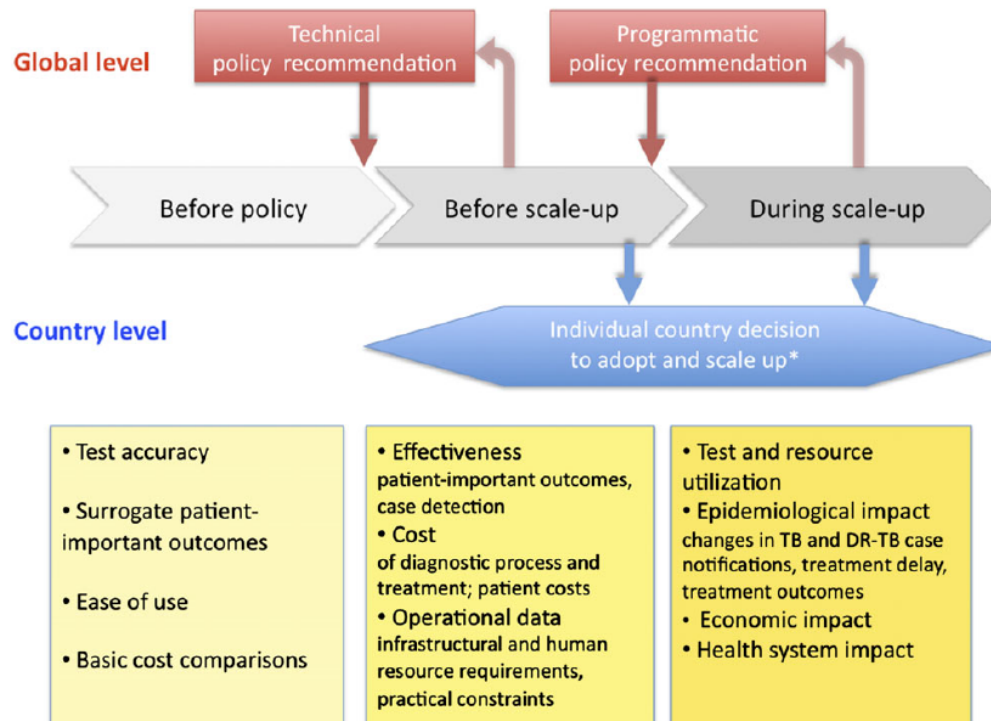 Global level
Technical
policy recommendation
Programmatic
policy recommendation
Before policy
Before scale-up
During scale-up
Country level
Individual country decision
to adopt and scale up*
• Test accuracy
• Surrogate patient-
important outcomes
• Ease of use
• Basic cost comparisons
• Effectiveness
patient-important outcomes,
case detection
• Cost
of diagnostic process and
treatment; patient costs
• Operational data
infrastructural and human
resource requirements,
practical constraints
• Test and resource
utilization
• Epidemiological impact
changes in TB and DR-TB case
notifications, treatment delay,
treatment outcomes
• Economic impact
• Health system impact